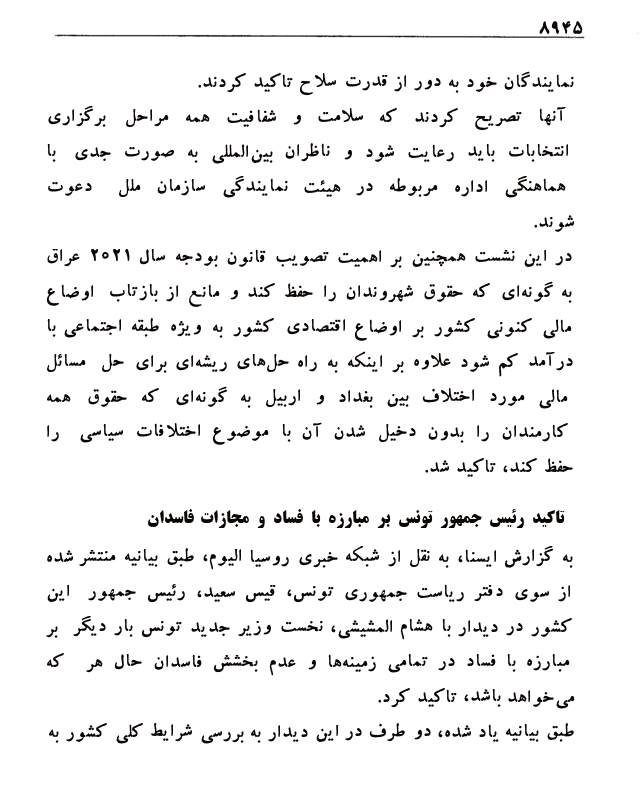 ۸۹۴۵
نمایندگان خود به دور از قدرت سلاح تاکید کردند.
آنها تصریح کردند که سلامت و شفافیت همه مراحل برگزاری
انتخابات باید رعایت شود و ناظران بین‌المللی به صورت جدی با
هماهنگی اداره مربوطه در هیئت نمایندگی سازمان ملل دعوت
شوند.
در این نشست همچنین بر اهمیت تصویب قانون بودجه سال ۲۰۲۱ عراق
به گونه‌ای که حقوق شهروندان را حفظ کند و مانع از بازتاب اوضاع
مالی کنونی کشور بر اوضاع اقتصادی کشور به ویژه طبقه اجتماعی با
درآمد کم شود علاوه بر اینکه به راه حل‌های ریشه‌ای برای حل مسائل
مالی مورد اختلاف بین بغداد و اربیل به گونه‌ای که حقوق همه
کارمندان را بدون دخیل شدن آن با موضوع اختلافات سیاسی را
حفظ کند، تاکید شد.
تاکید رئیس جمهور تونس بر مبارزه با فساد و مجازات فاسدان
به گزارش ایسنا، به نقل از شبکه خبری روسیا الیوم، طبق بیانیه منتشر شده
از سوی دفتر ریاست جمهوری تونس، قیس سعید، رئیس جمهور این
کشور در دیدار با هشام المشیشی، نخست وزیر جدید تونس بار دیگر بر
مبارزه با فساد در تمامی زمینه‌ها و عدم بخشش فاسدان حال هر که
می‌خواهد باشد، تاکید کرد.
طبق بیانیه یاد شده، دو طرف در این دیدار به بررسی شرایط کلی کشور به